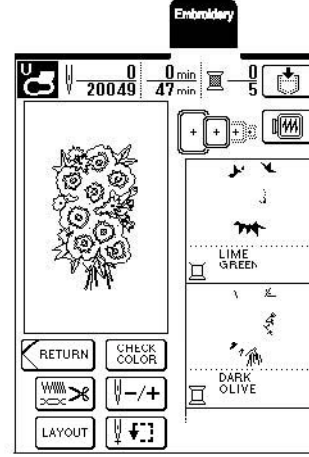 Embroidery
U
0
20049
0 min
47 min
0
5
LIME
GREEN
DARK
OLIVE
RETURN
CHECK
COLOR
-/+
LAYOUT